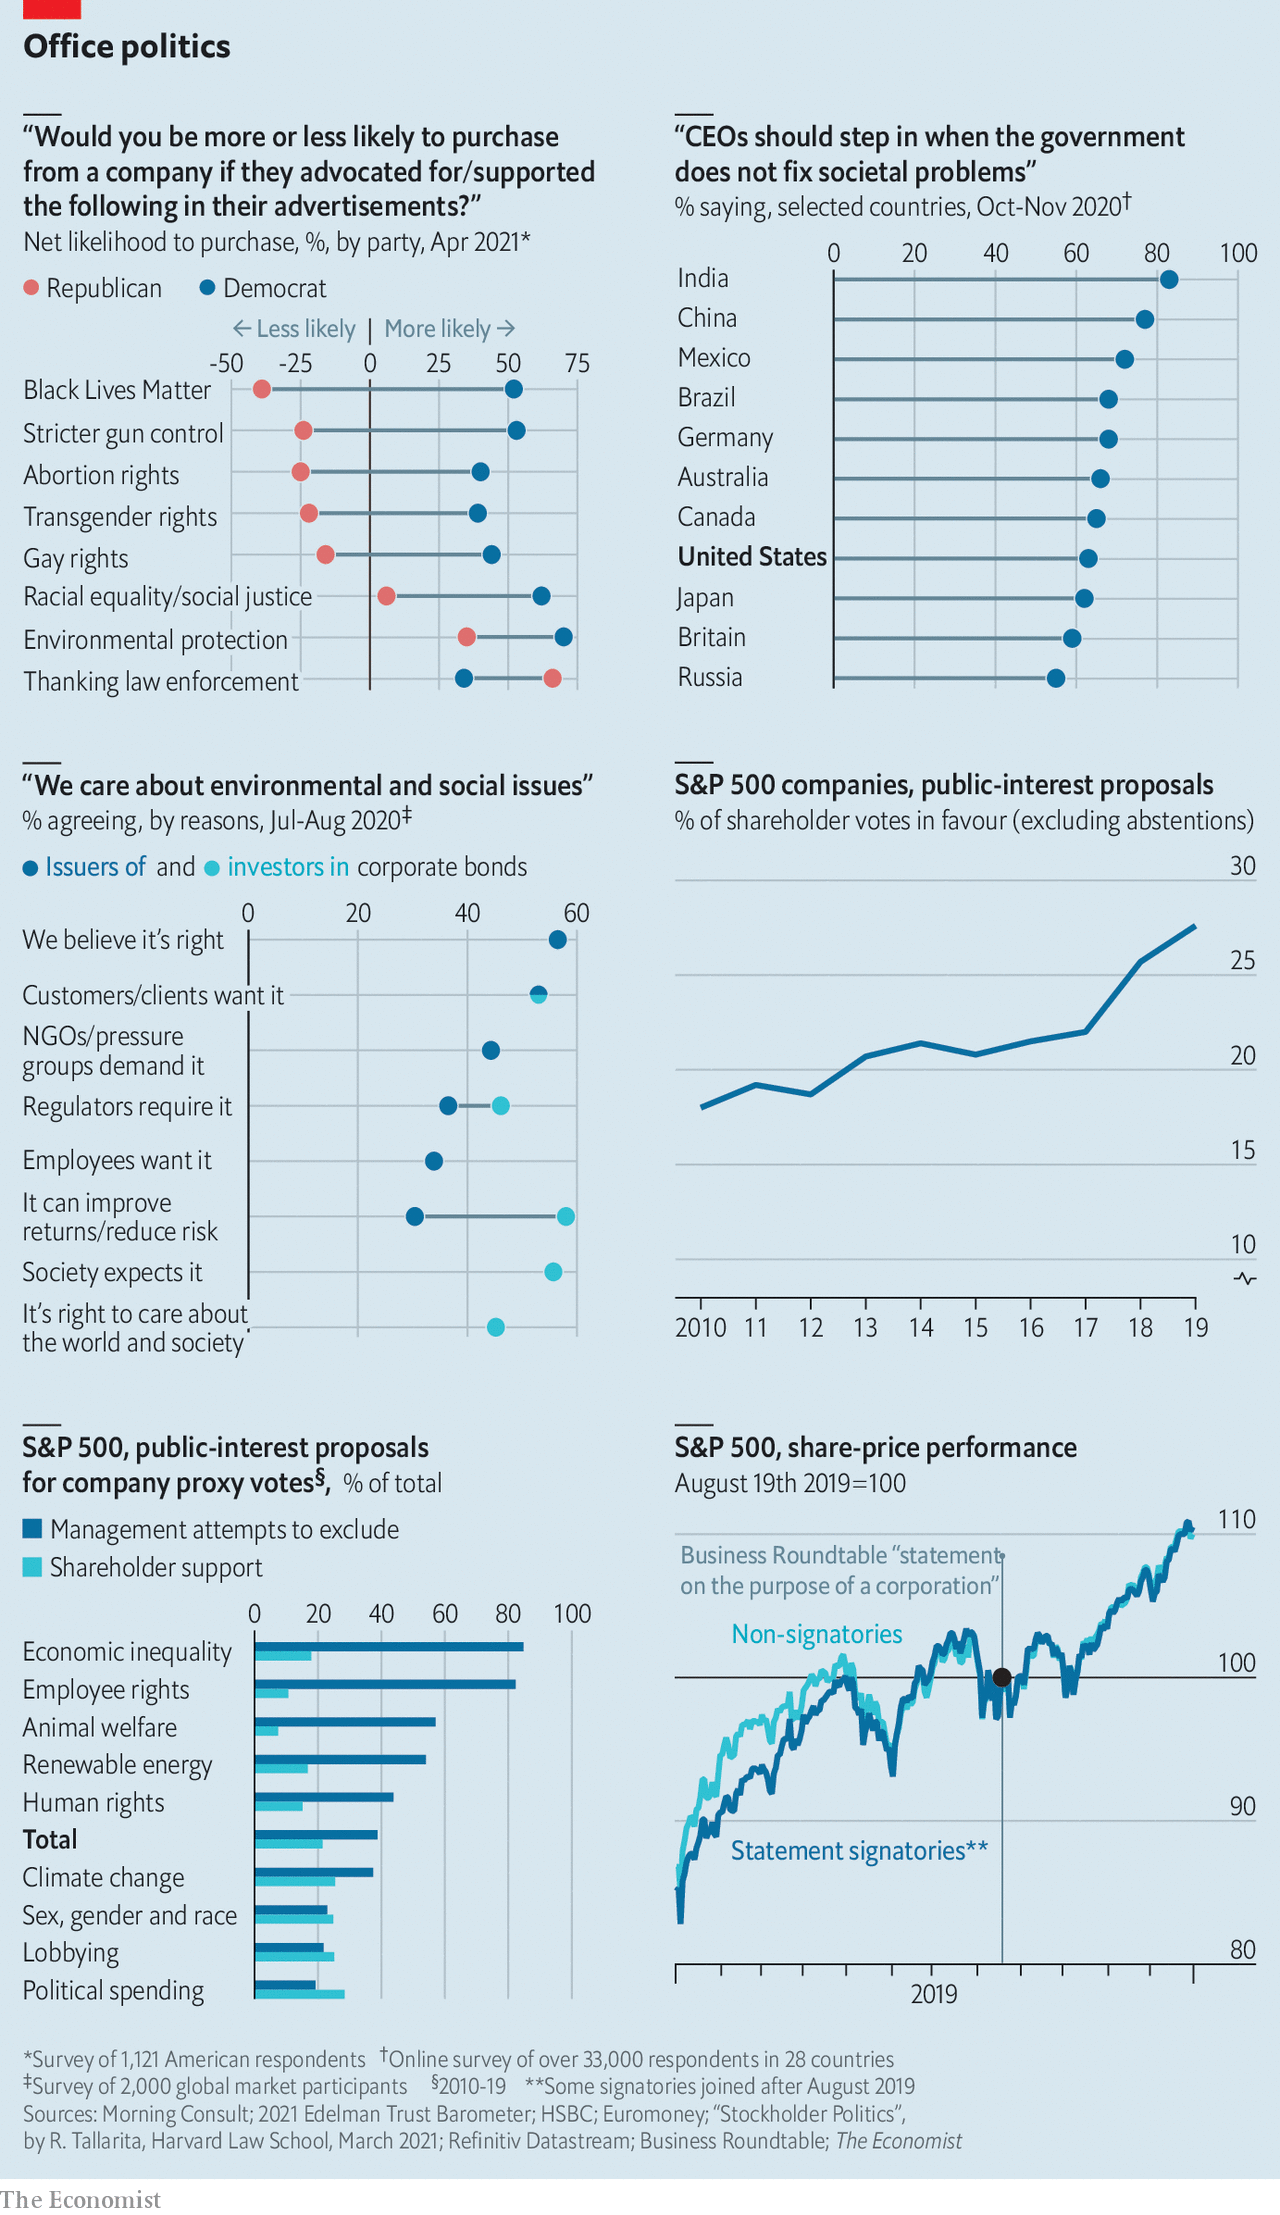 Office politics
“Would you be more or less likely to purchase
from a company if they advocated for/supported
the following in their advertisements?”
Net likelihood to purchase, %, by party, Apr 2021*
Republican Democrat
← Less likely More likely →
-50 -25 0 25 50 75
Black Lives Matter
Stricter gun control
Abortion rights
Transgender rights
Gay rights
Racial equality/social justice
Environmental protection
Thanking law enforcement
“CEOs should step in when the government
does not fix societal problems”
% saying, selected countries, Oct-Nov 2020†
0 20 40 60 80 100
India
China
Mexico
Brazil
Germany
Australia
Canada
United States
Japan
Britain
Russia
“We care about environmental and social issues”
% agreeing, by reasons, Jul-Aug 2020‡
Issuers of and investors in corporate bonds
0 20 40 60
We believe it’s right
Customers/clients want it
NGOs/pressure
groups demand it
Regulators require it
Employees want it
It can improve
returns/reduce risk
Society expects it
It’s right to care about
the world and society
S&P 500 companies, public-interest proposals
% of shareholder votes in favour (excluding abstentions)
30
25
20
15
10
2010 11 12 13 14 15 16 17 18 19
S&P 500, public-interest proposals
for company proxy votes§, % of total
Management attempts to exclude
Shareholder support
0 20 40 60 80 100
Economic inequality
Employee rights
Animal welfare
Renewable energy
Human rights
Total
Climate change
Sex, gender and race
Lobbying
Political spending
S&P 500, share-price performance
August 19th 2019=100
110
Business Roundtable “statement
on the purpose of a corporation”
Non-signatories
100
90
Statement signatories**
80
2019
*Survey of 1,121 American respondents †Online survey of over 33,000 respondents in 28 countries
‡Survey of 2,000 global market participants §2010-19 **Some signatories joined after August 2019
Sources: Morning Consult; 2021 Edelman Trust Barometer; HSBC; Euromoney; “Stockholder Politics”,
by R. Tallarita, Harvard Law School, March 2021; Refinitiv Datastream; Business Roundtable; The Economist
The Economist